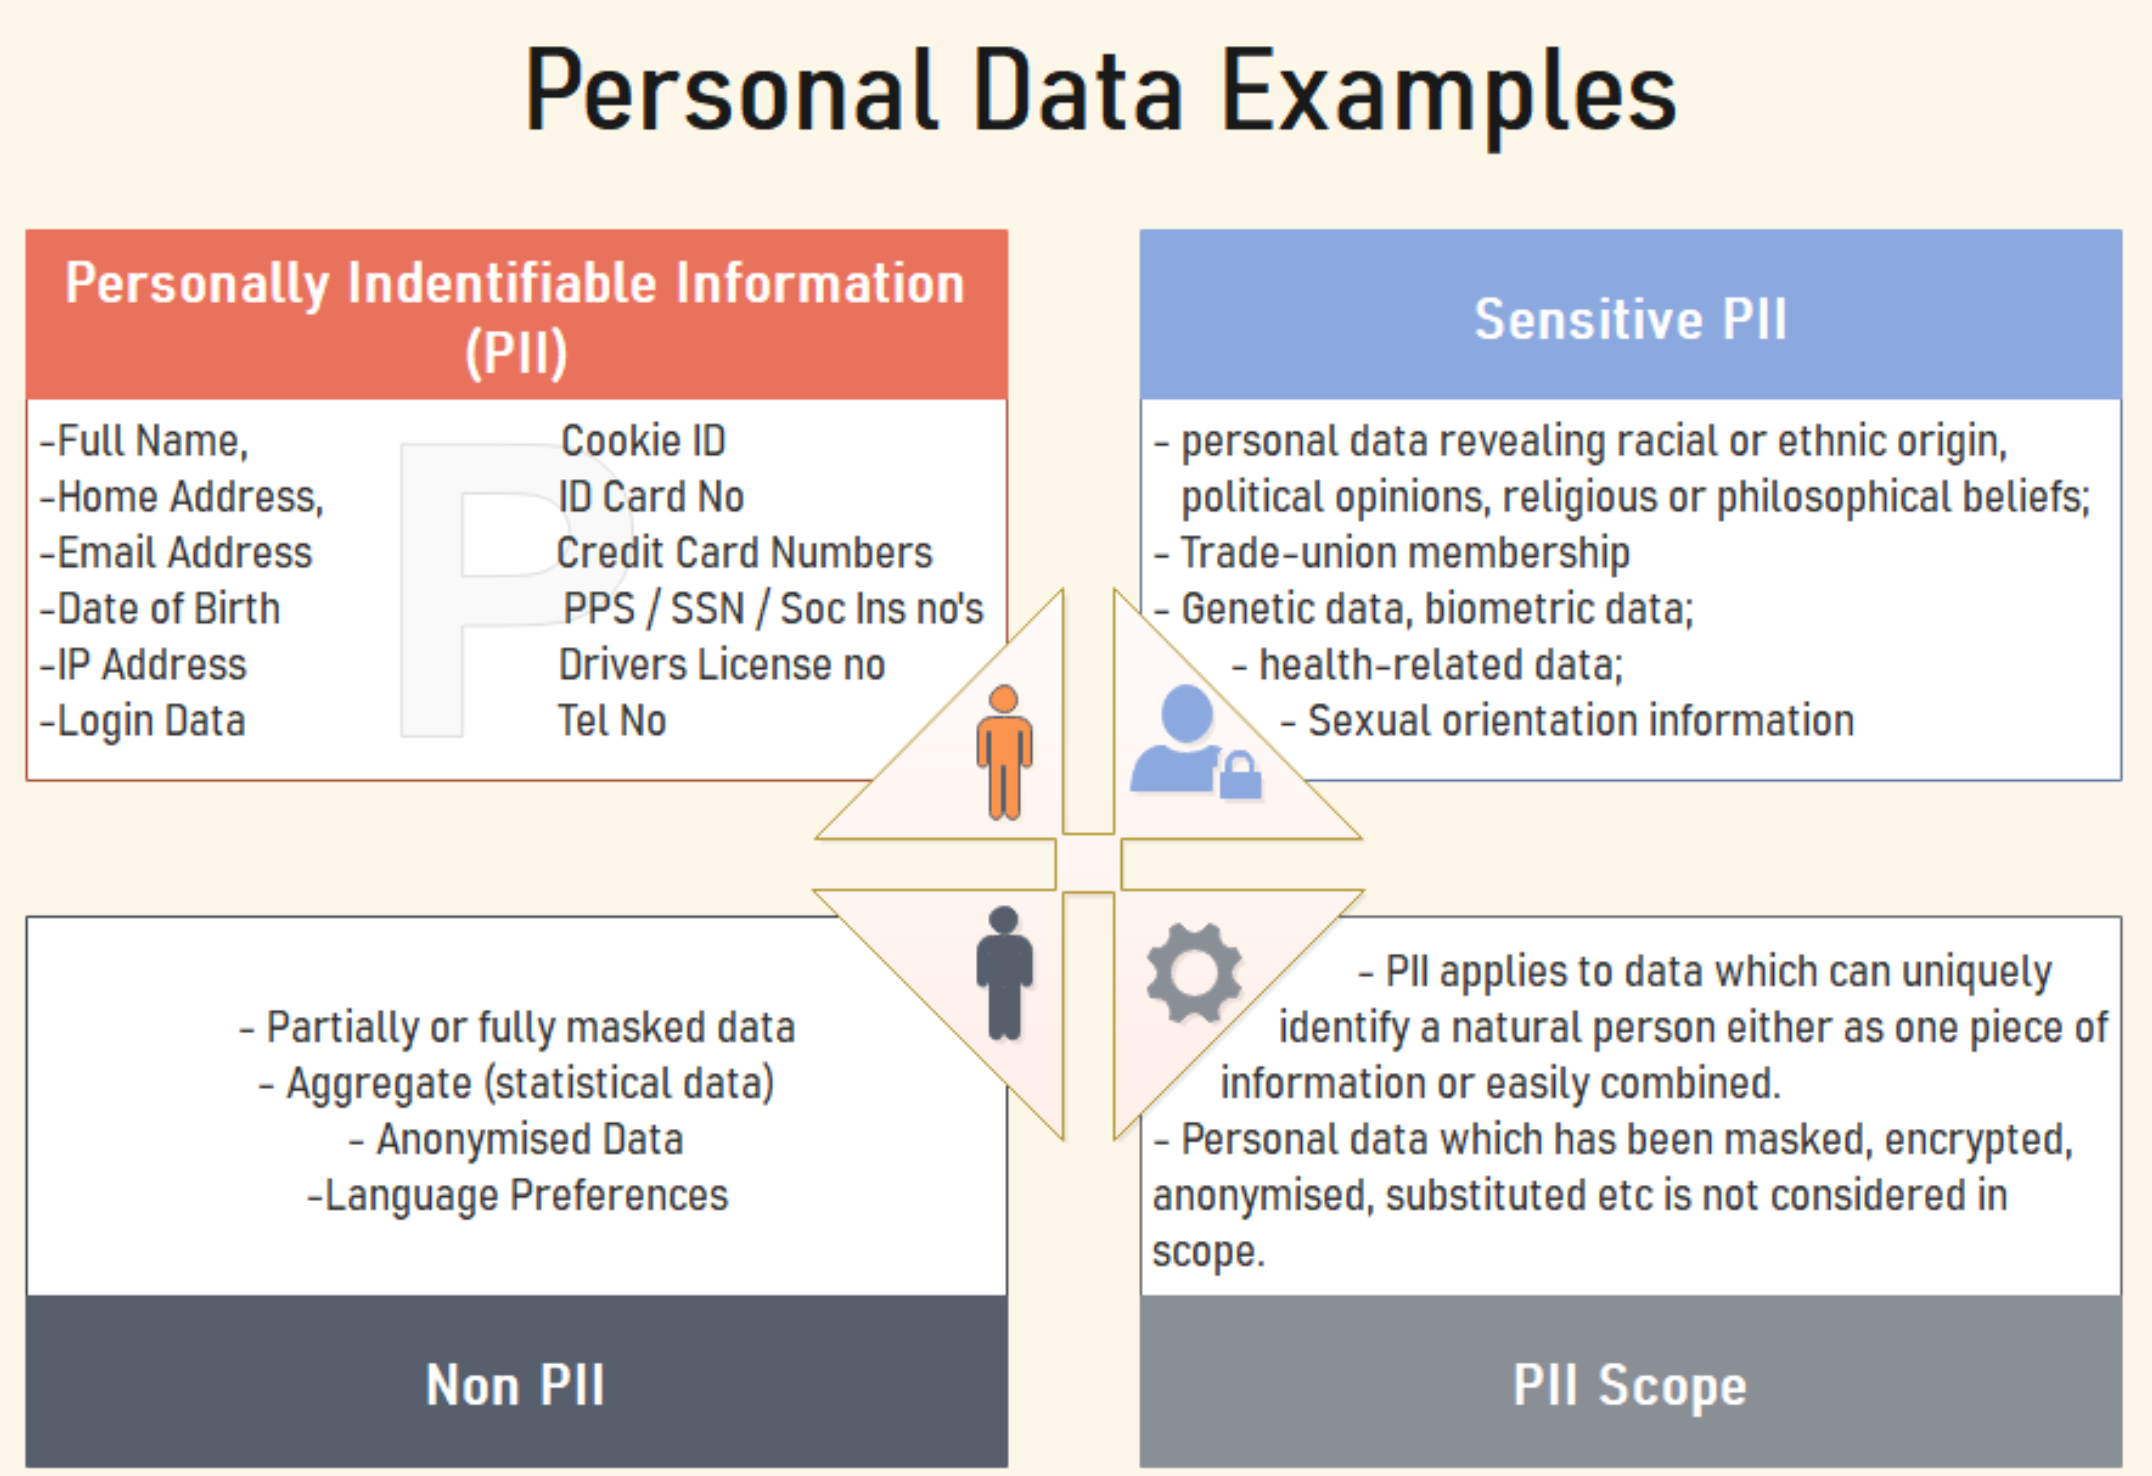 Personal Data Examples
Personally Indentifiable Information
(PII)
-Full Name,
-Home Address,
-Email Address
-Date of Birth
-IP Address
-Login Data
P
Cookie ID
ID Card No
Credit Card Numbers
PPS / SSN / Soc Ins no's
Drivers License no
Tel No
Sensitive PII
- personal data revealing racial or ethnic origin,
political opinions, religious or philosophical beliefs;
- Trade-union membership
- Genetic data, biometric data;
- health-related data;
- Sexual orientation information
- Partially or fully masked data
- Aggregate (statistical data)
- Anonymised Data
-Language Preferences
Non PII
- PII applies to data which can uniquely
identify a natural person either as one piece of
information or easily combined.
- Personal data which has been masked, encrypted,
anonymised, substituted etc is not considered in
scope.
PII Scope